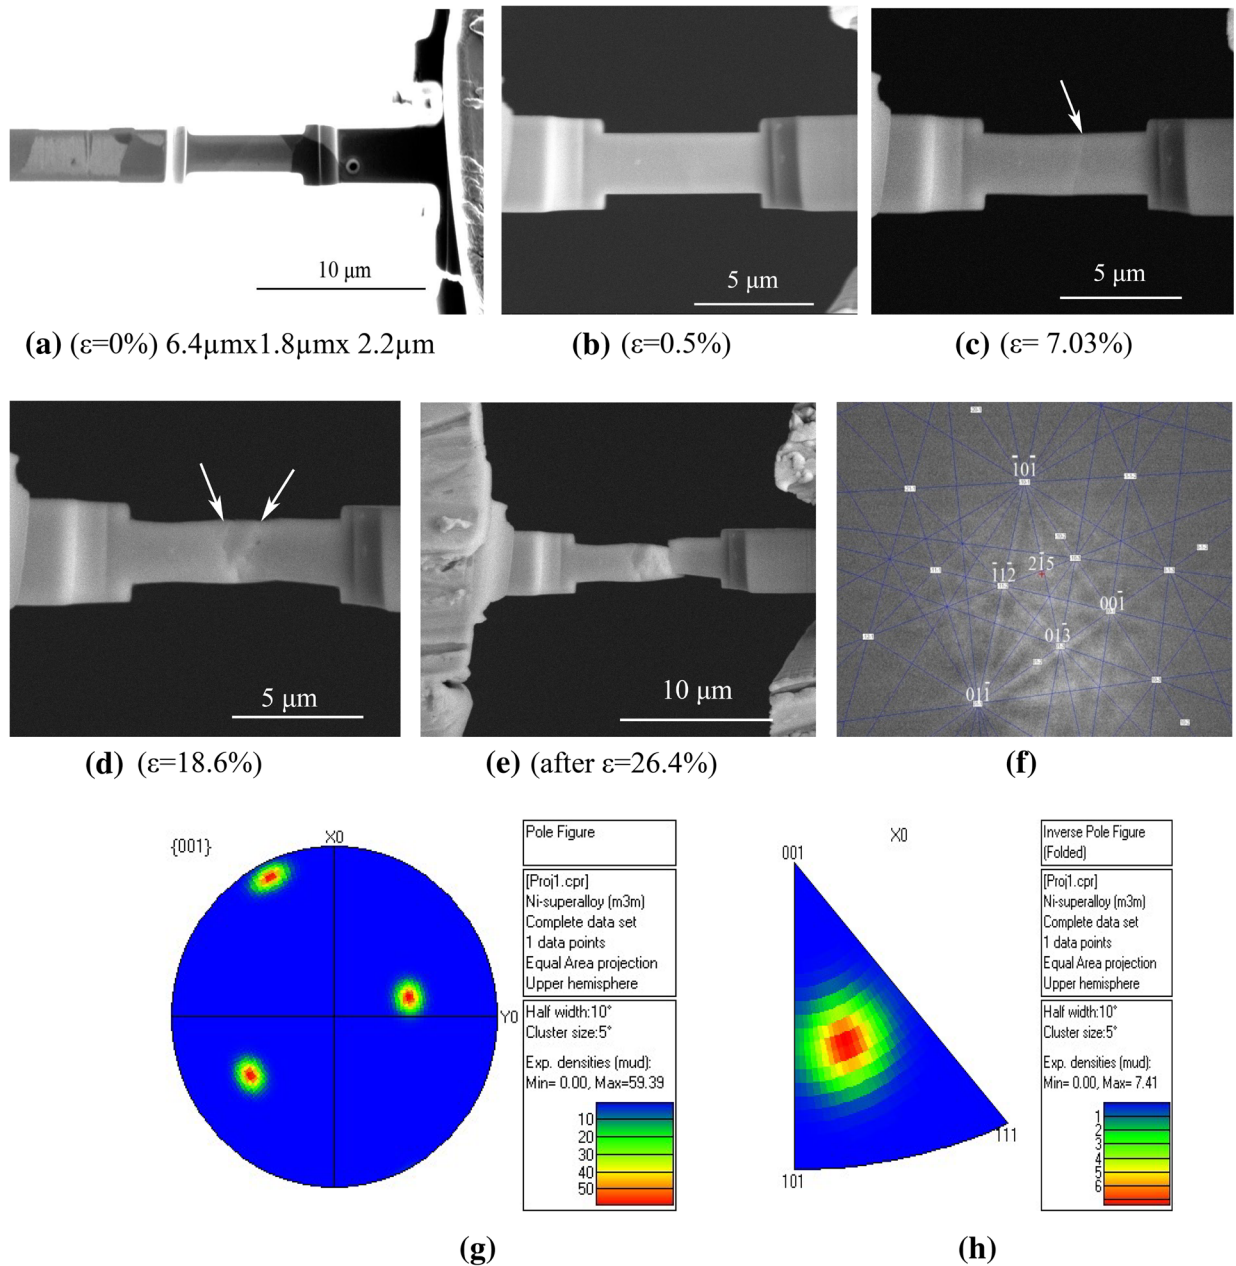 10 µm
5 µm
5 µm
(a) (ε=0%) 6.4µmx1.8µmx 2.2µm
(b) (ε=0.5%)
(c) (ε= 7.03%)
5 µm
10 µm
1̄01̄
1̄12̄
21̄5
001̄
013̄
011̄
(d) (ε=18.6%)
(e) (after ε=26.4%)
(f)
{001}
X0
Y0
Pole Figure
[Proj1.cpr]
Ni-superalloy (m3m)
Complete data set
1 data points
Equal Area projection
Upper hemisphere
Half width:10°
Cluster size:5°
Exp. densities (mud):
Min= 0.00, Max=59.39
10
20
30
40
50
X0
001
111
101
Inverse Pole Figure
(Folded)
[Proj1.cpr]
Ni-superalloy (m3m)
Complete data set
1 data points
Equal Area projection
Upper hemisphere
Half width:10°
Cluster size:5°
Exp. densities (mud):
Min= 0.00, Max= 7.41
1
2
3
4
5
6
(g)
(h)